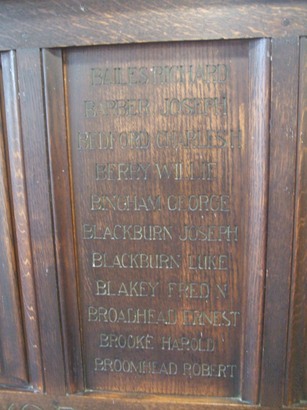 BAILES RICHARD
BARBER JOSEPH
BEDFORD CHARLES H
BERRY WILLIE
BINGHAM GEORGE
BLACKBURN JOSEPH
BLACKBURN LUKE
BLAKEY FRED N
BROADHEAD ERNEST
BROOKE HAROLD
BROOMHEAD ROBERT